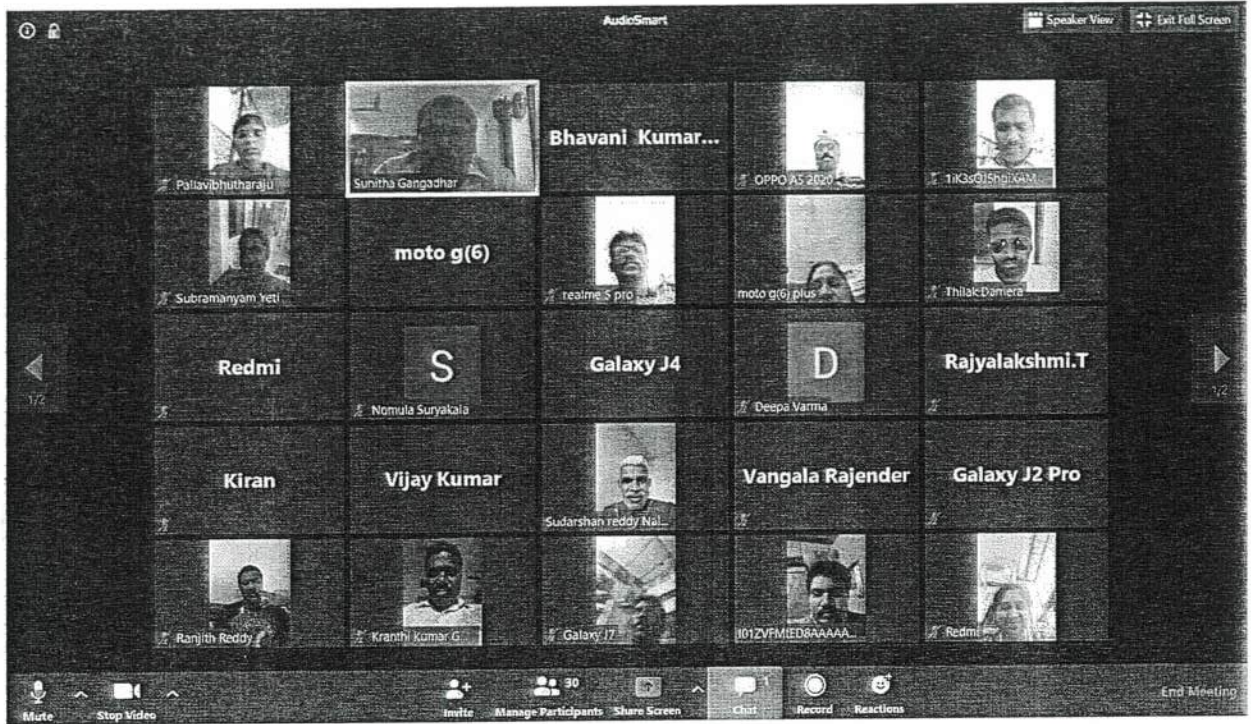 AudioSmart
Speaker View
Exit Full Screen
Pallavibhutharaju
Sunitha Gangadhar
Bhavani Kumar...
OPPO A5 2020
Subramanyam Yeti
moto g(6)
realme 5 pro
moto g(6) plus
Thilak Damera
Redmi
S
Nomula Suryakala
Galaxy J4
D
Deepa Varma
Rajyalakshmi.T
1/2
1/2
Kiran
Vijay Kumar
Sudarshan reddy Nal...
Vangala Rajender
Galaxy J2 Pro
Ranjith Reddy
Kranthi Kumar G
Galaxy J7
Redmi
Mute
Stop Video
Invite
30
Manage Participants
Share Screen
1
Chat
Record
Reactions
End Meeting